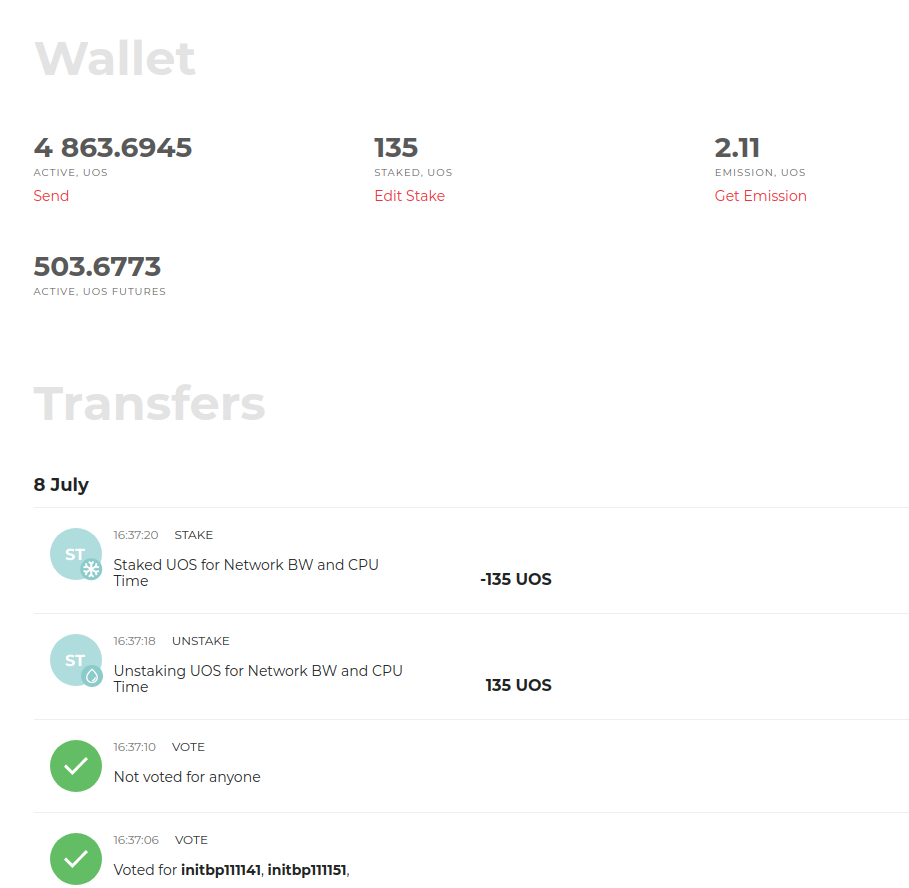 Wallet
4 863.6945
ACTIVE, UOS
Send
135
STAKED, UOS
Edit Stake
2.11
EMISSION, UOS
Get Emission
503.6773
ACTIVE, UOS FUTURES
Transfers
8 July
ST
16:37:20 STAKE
Staked UOS for Network BW and CPU
Time
-135 UOS
ST
16:37:18 UNSTAKE
Unstaking UOS for Network BW and CPU
Time
135 UOS
16:37:10 VOTE
Not voted for anyone
16:37:06 VOTE
Voted for initbp111141, initbp111151,